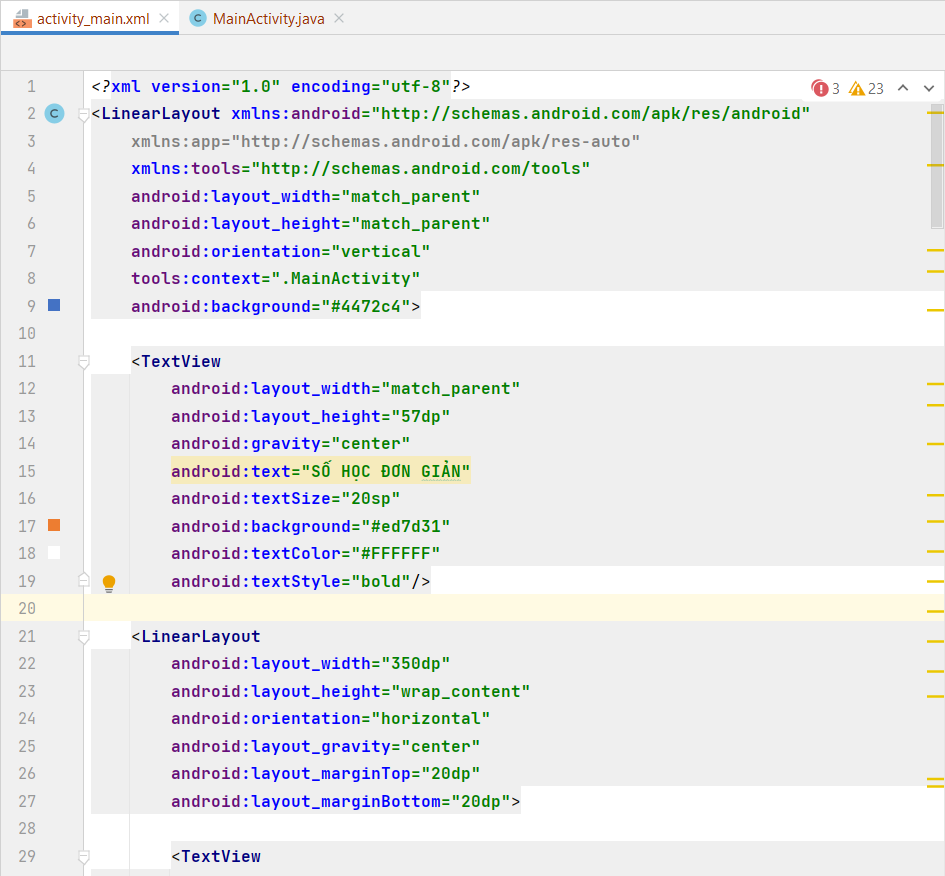 activity_main.xml MainActivity.java
3 23
1 <?xml version="1.0" encoding="utf-8"?>
2 <LinearLayout xmlns:android="http://schemas.android.com/apk/res/android"
3 xmlns:app="http://schemas.android.com/apk/res-auto"
4 xmlns:tools="http://schemas.android.com/tools"
5 android:layout_width="match_parent"
6 android:layout_height="match_parent"
7 android:orientation="vertical"
8 tools:context=".MainActivity"
9 android:background="#4472c4">
10
11 <TextView
12 android:layout_width="match_parent"
13 android:layout_height="57dp"
14 android:gravity="center"
15 android:text="SỐ HỌC ĐƠN GIẢN"
16 android:textSize="20sp"
17 android:background="#ed7d31"
18 android:textColor="#FFFFFF"
19 android:textStyle="bold"/>
20
21 <LinearLayout
22 android:layout_width="350dp"
23 android:layout_height="wrap_content"
24 android:orientation="horizontal"
25 android:layout_gravity="center"
26 android:layout_marginTop="20dp"
27 android:layout_marginBottom="20dp">
28
29 <TextView